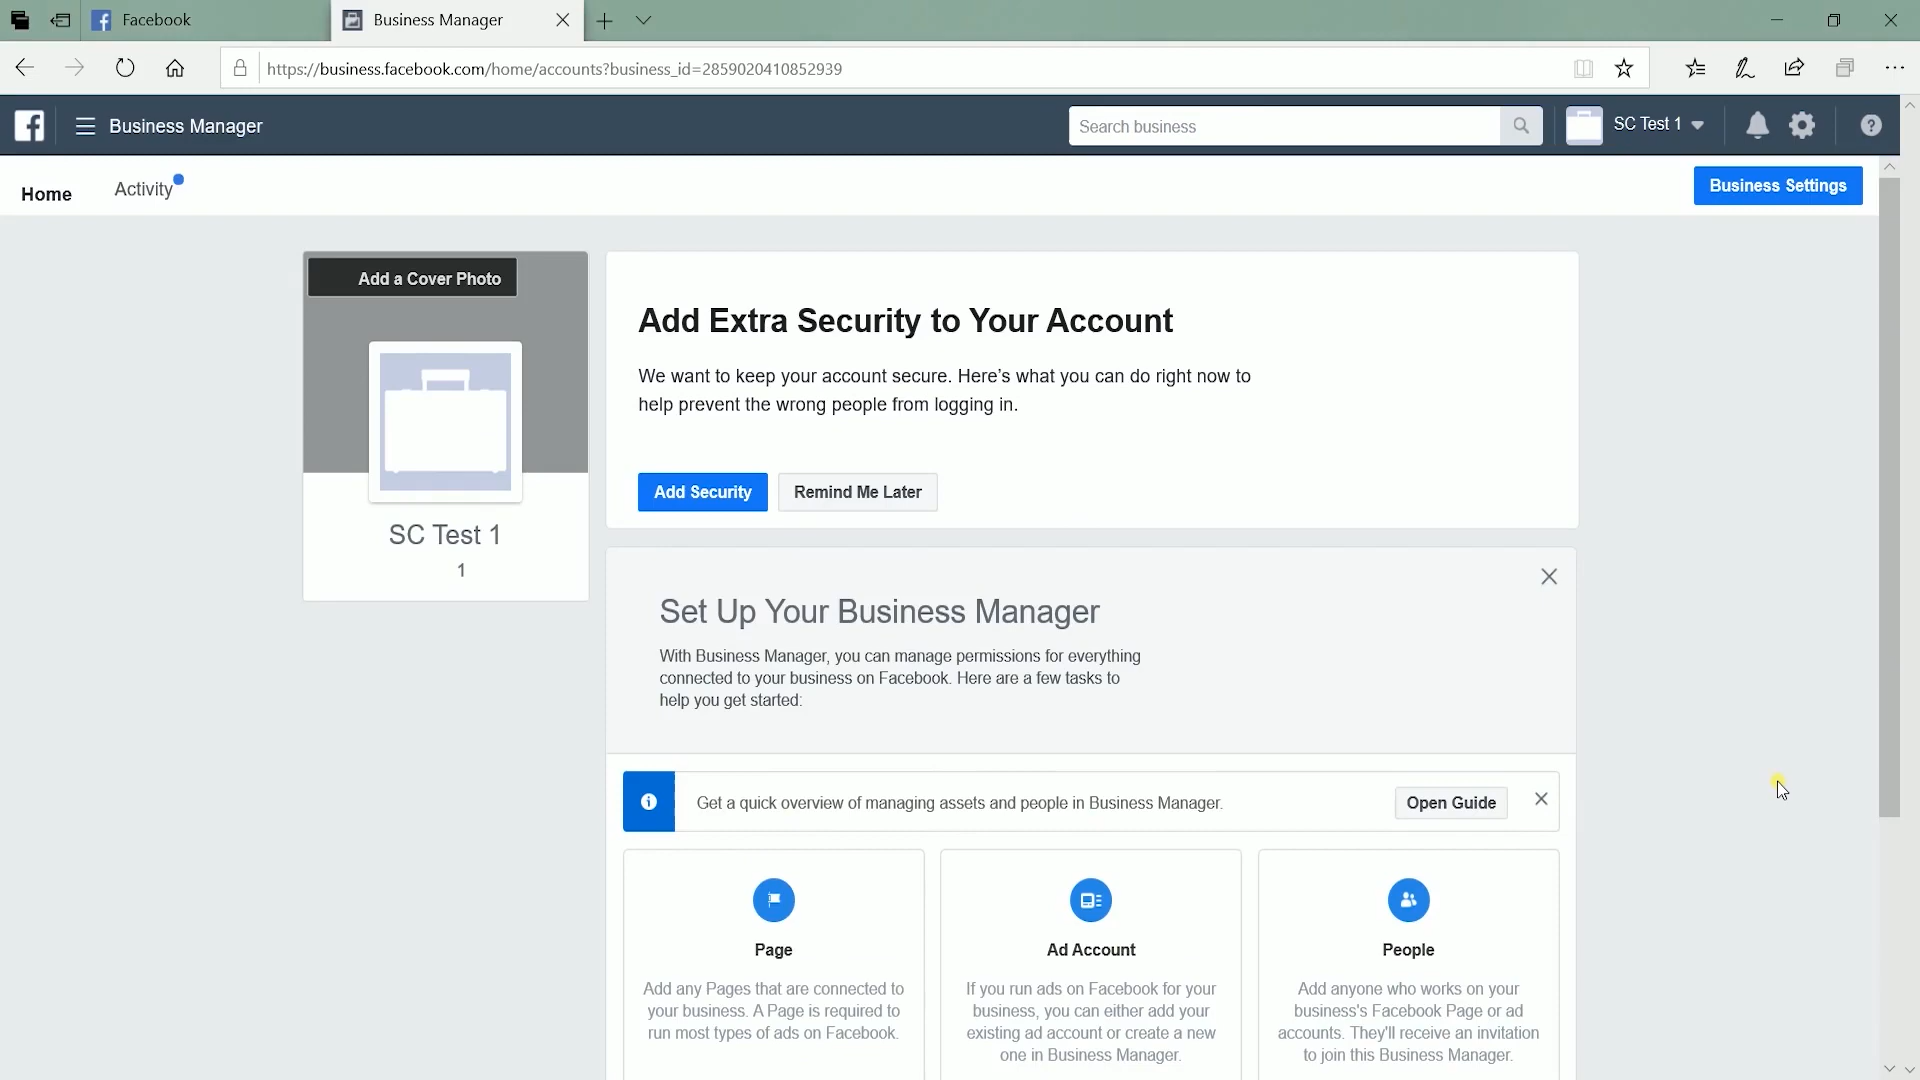 Facebook
Business Manager
https://business.facebook.com/home/accounts?business_id=2859020410852939
Business Manager
Search business
SC Test 1
Home
Activity
Business Settings
Add a Cover Photo
SC Test 1
1
Add Extra Security to Your Account
We want to keep your account secure. Here's what you can do right now to
help prevent the wrong people from logging in.
Add Security
Remind Me Later
Set Up Your Business Manager
With Business Manager, you can manage permissions for everything
connected to your business on Facebook. Here are a few tasks to
help you get started:
Get a quick overview of managing assets and people in Business Manager.
Open Guide
Page
Add any Pages that are connected to
your business. A Page is required to
run most types of ads on Facebook.
Ad Account
If you run ads on Facebook for your
business, you can either add your
existing ad account or create a new
one in Business Manager.
People
Add anyone who works on your
business's Facebook Page or ad
accounts. They'll receive an invitation
to join this Business Manager.